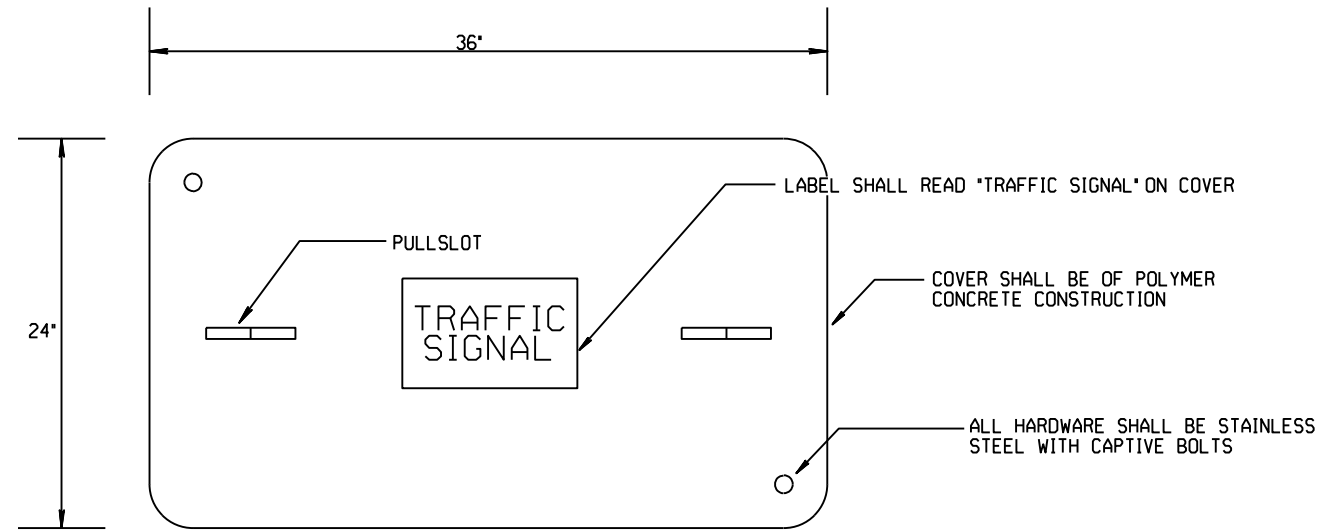 36"
LABEL SHALL READ "TRAFFIC SIGNAL" ON COVER
PULLSLOT
COVER SHALL BE OF POLYMER
CONCRETE CONSTRUCTION
24"
TRAFFIC
SIGNAL
ALL HARDWARE SHALL BE STAINLESS
STEEL WITH CAPTIVE BOLTS